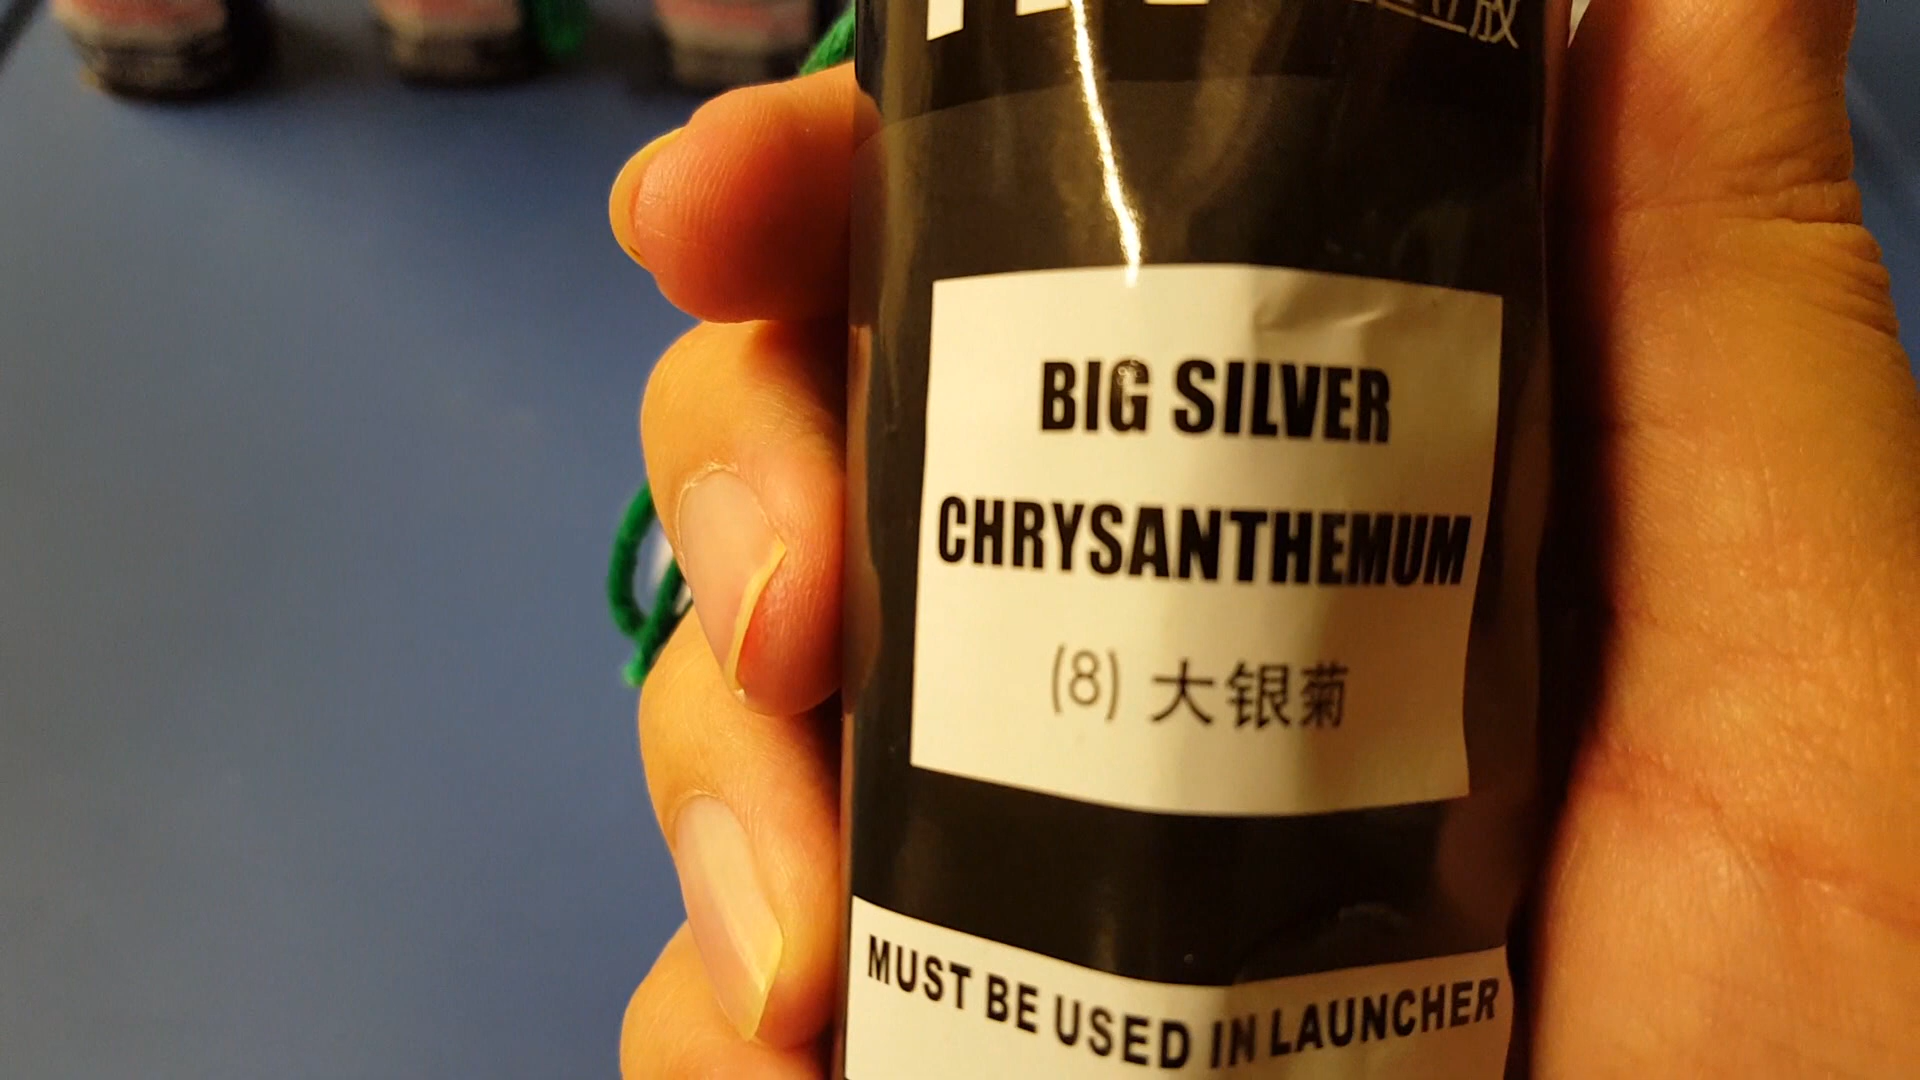 BIG SILVER
CHRYSANTHEMUM
(8) 大银菊
MUST BE USED IN LAUNCHER